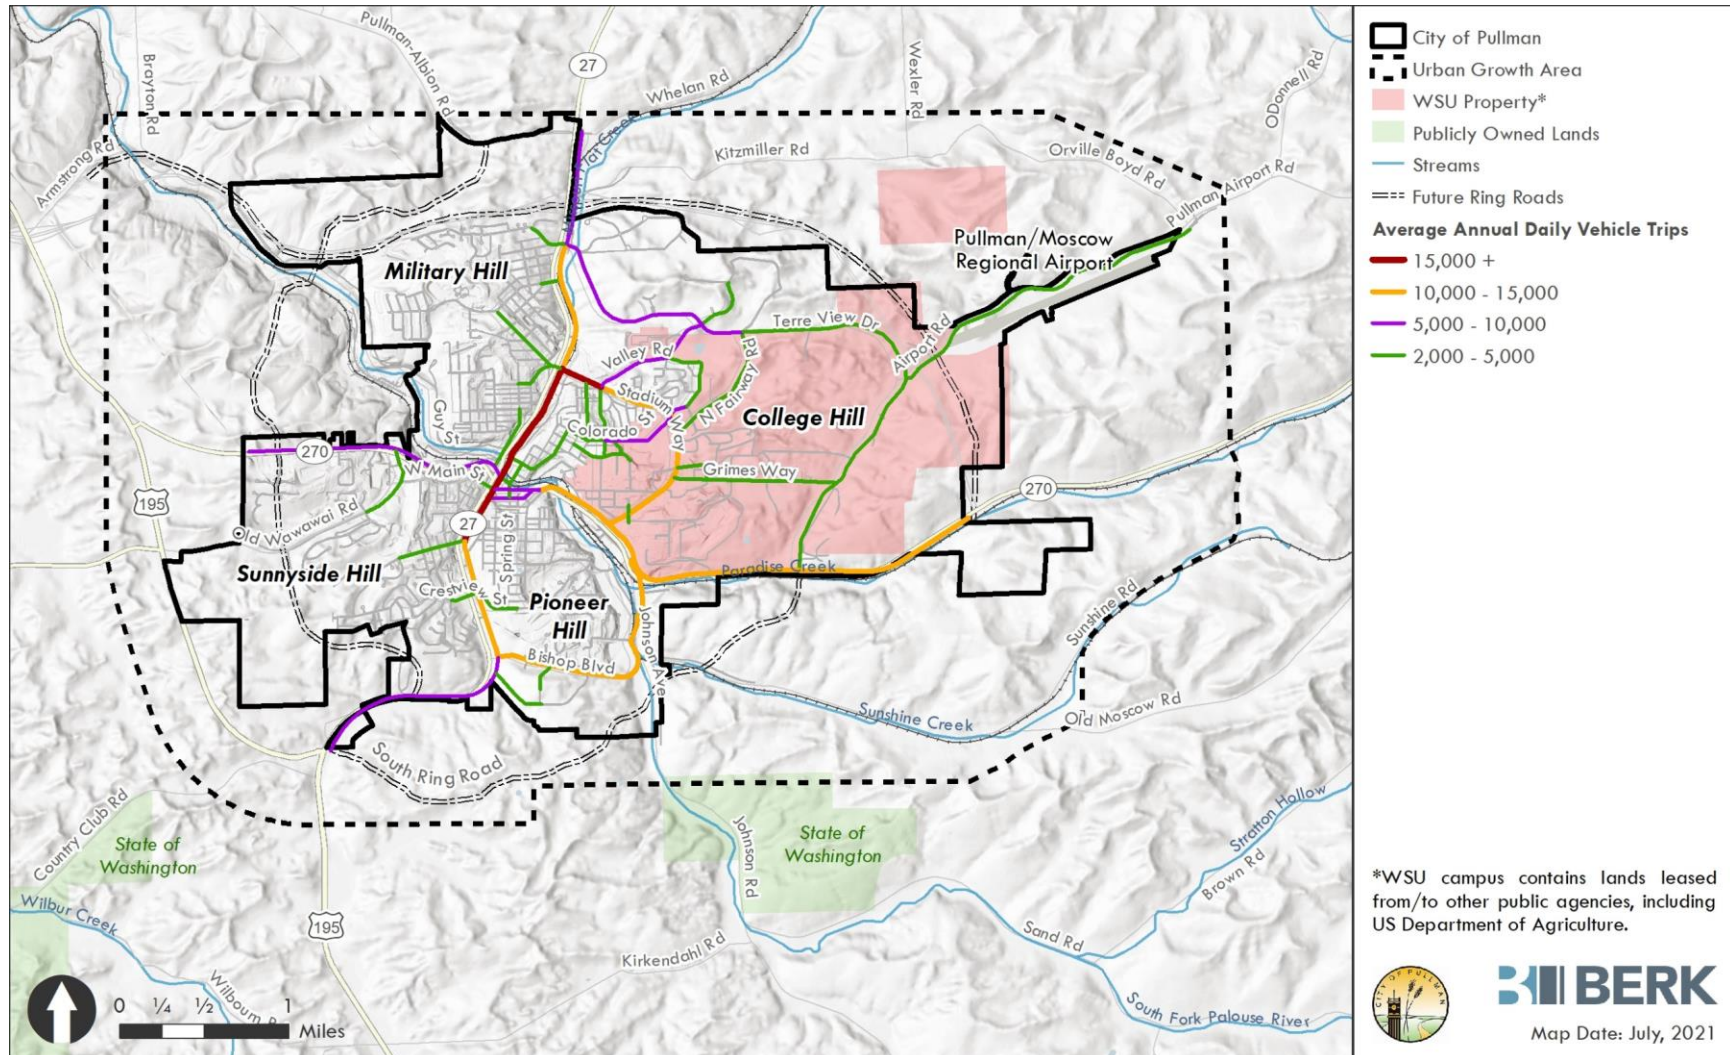 Pullman-Albion Rd
Brayton Rd
27
Whelan Rd
Wexler Rd
ODonnell Rd
Armstrong Rd
Kitzmiller Rd
Orville Boyd Rd
Pullman Airport Rd
Military Hill
Pullman/Moscow
Regional Airport
Terre View Dr
Airport Rd
Valley Rd
N Fairway Rd
Stadium Way
College Hill
Guy St
Colorado St
270
W Main St
Grimes Way
195
Old Wawawai Rd
27
Spring St
270
Sunnyside Hill
Crestview St
Pioneer
Hill
Paradise Creek
Johnson Ave
Bishop Blvd
Sunshine Rd
Sunshine Creek
Old Moscow Rd
South Ring Road
Country Club Rd
State of
Washington
State of
Washington
Johnson Rd
Stratton Hollow
Brown Rd
Wilbur Creek
195
Kirkendahl Rd
Sand Rd
South Fork Palouse River
0 ¼ ½ 1
Miles
City of Pullman
Urban Growth Area
WSU Property*
Publicly Owned Lands
Streams
Future Ring Roads
Average Annual Daily Vehicle Trips
15,000 +
10,000 - 15,000
5,000 - 10,000
2,000 - 5,000
*WSU campus contains lands leased
from/to other public agencies, including
US Department of Agriculture.
CITY OF PULLMAN
BERK
Map Date: July, 2021